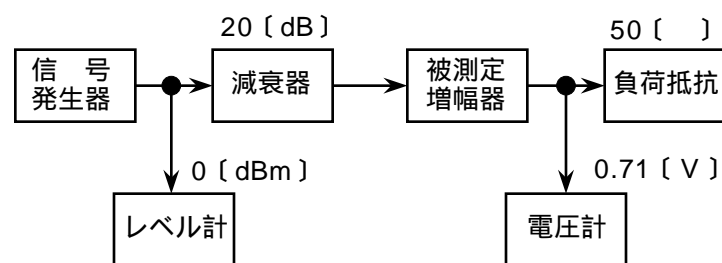 20〔dB〕
50〔　〕
信　号
発生器
減衰器
被測定
増幅器
負荷抵抗
0〔dBm〕
0.71〔V〕
レベル計
電圧計